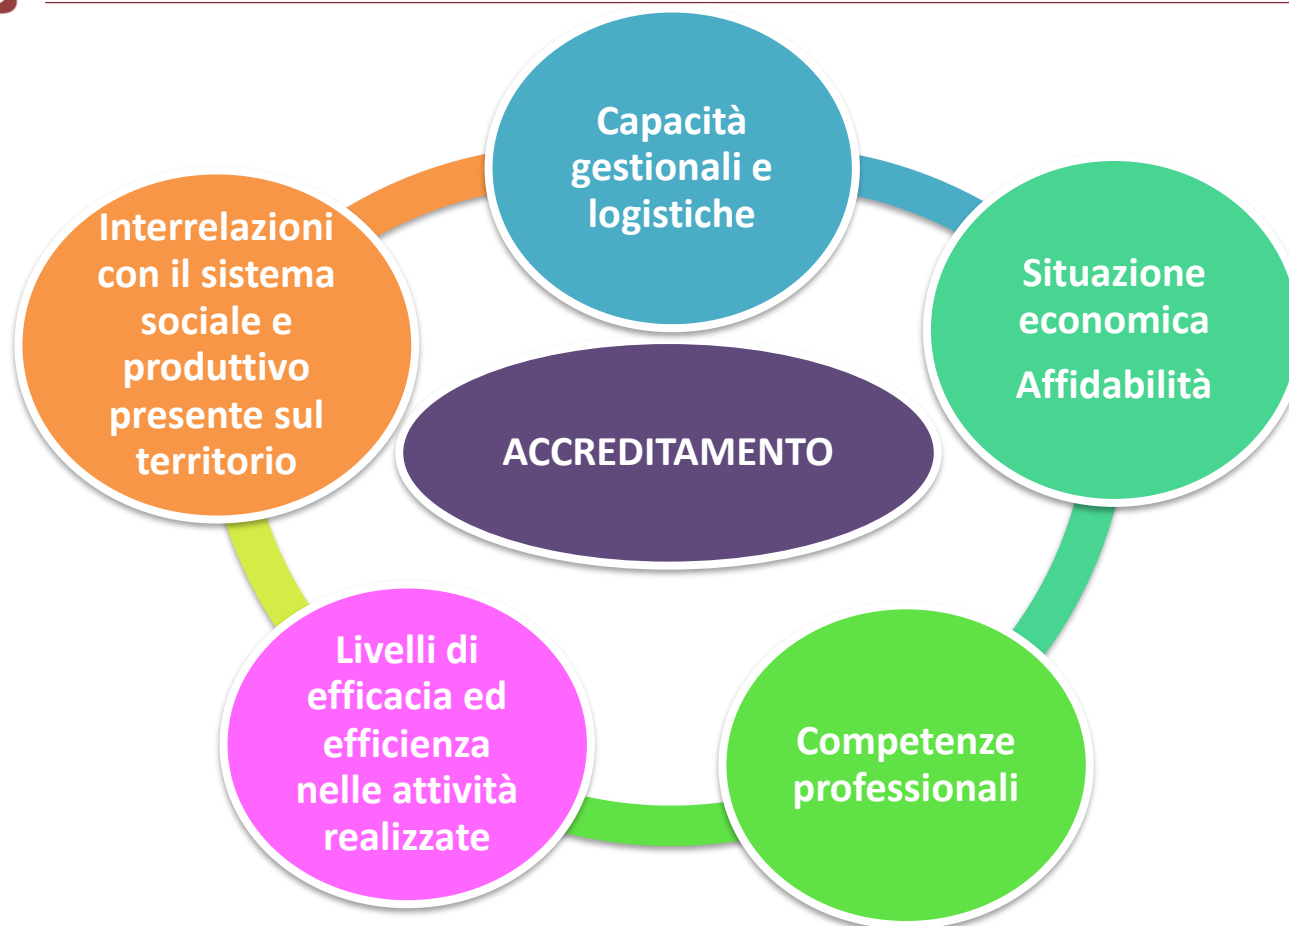 Capacità
gestionali e
logistiche
Situazione
economica
Affidabilità
Competenze
professionali
Livelli di
efficacia ed
efficienza
nelle attività
realizzate
Interrelazioni
con il sistema
sociale e
produttivo
presente sul
territorio
ACCREDITAMENTO